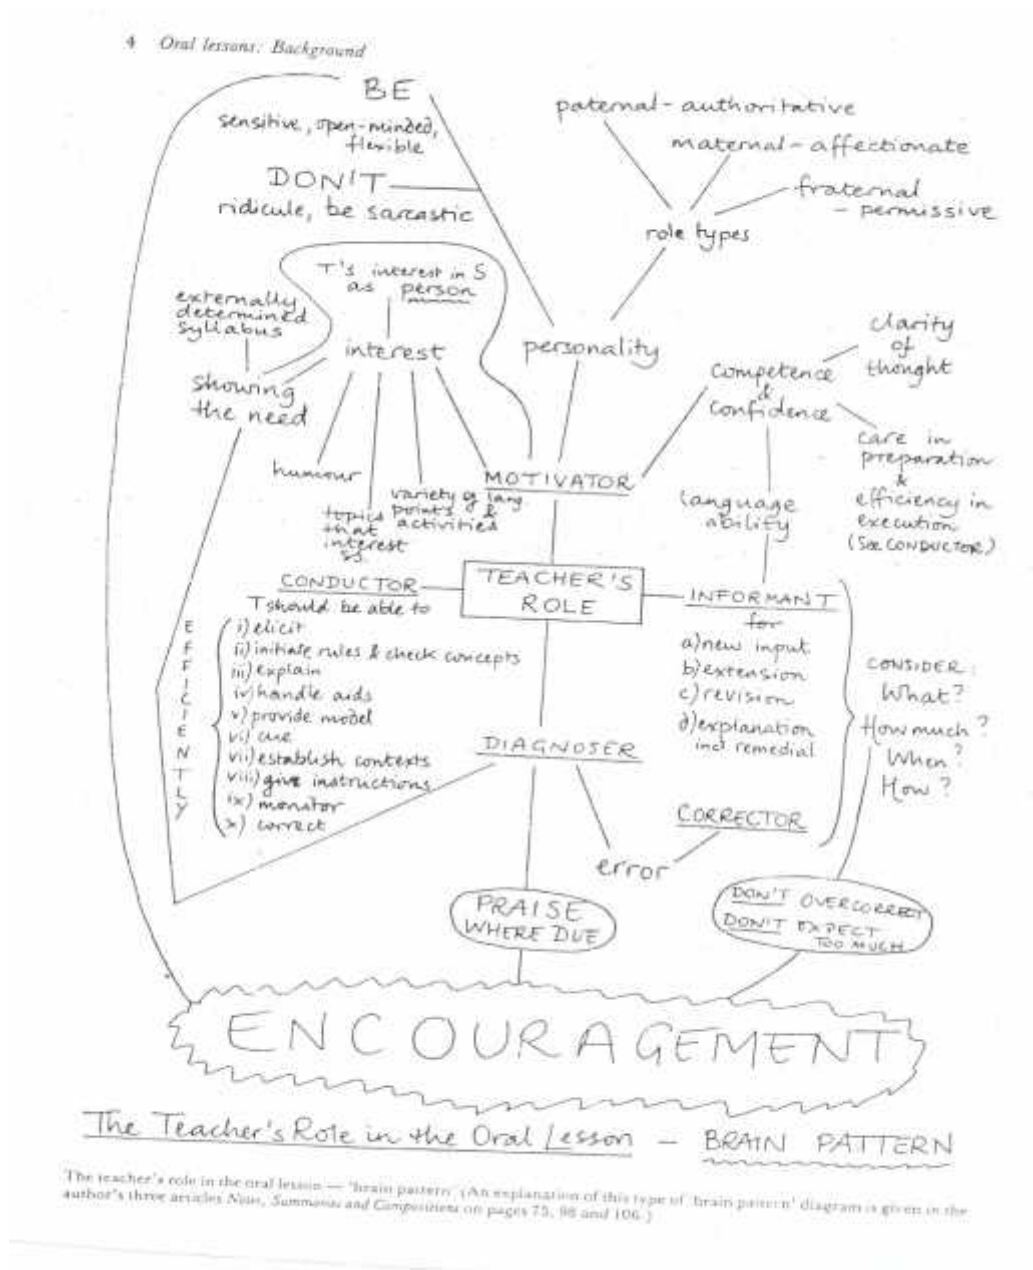 4 Oral lessons: Background
BE
sensitive, open-minded,
flexible
DON'T
ridicule, be sarcastic
paternal - authoritative
maternal - affectionate
fraternal
- permissive
role types
T's interest in S
as person
externally
determined
syllabus
interest
personality
showing
the need
clarity
of
thought
competence
&
confidence
care in
preparation
&
efficiency in
execution
(See CONDUCTOR)
humour
topics
that
interest
Ss.
variety of lang.
points &
activities
MOTIVATOR
language
ability
TEACHER'S
ROLE
CONDUCTOR
T should be able to
EFFICIENTLY
i) elicit
ii) initiate rules & check concepts
iii) explain
iv) handle aids
v) provide model
vi) cue
vii) establish contexts
viii) give instructions
ix) monitor
x) correct
INFORMANT
for
a) new input
b) extension
c) revision
d) explanation
incl remedial
CONSIDER:
What?
How much?
When?
How?
DIAGNOSER
error
CORRECTOR
PRAISE
WHERE DUE
DON'T OVERCORRECT
DON'T EXPECT
TOO MUCH
ENCOURAGEMENT
The Teacher's Role in the Oral Lesson - BRAIN PATTERN
The teacher's role in the oral lesson — 'brain pattern'. (An explanation of this type of 'brain pattern' diagram is given in the
author's three articles Notes, Summaries and Compositions on pages 75, 98 and 106.)